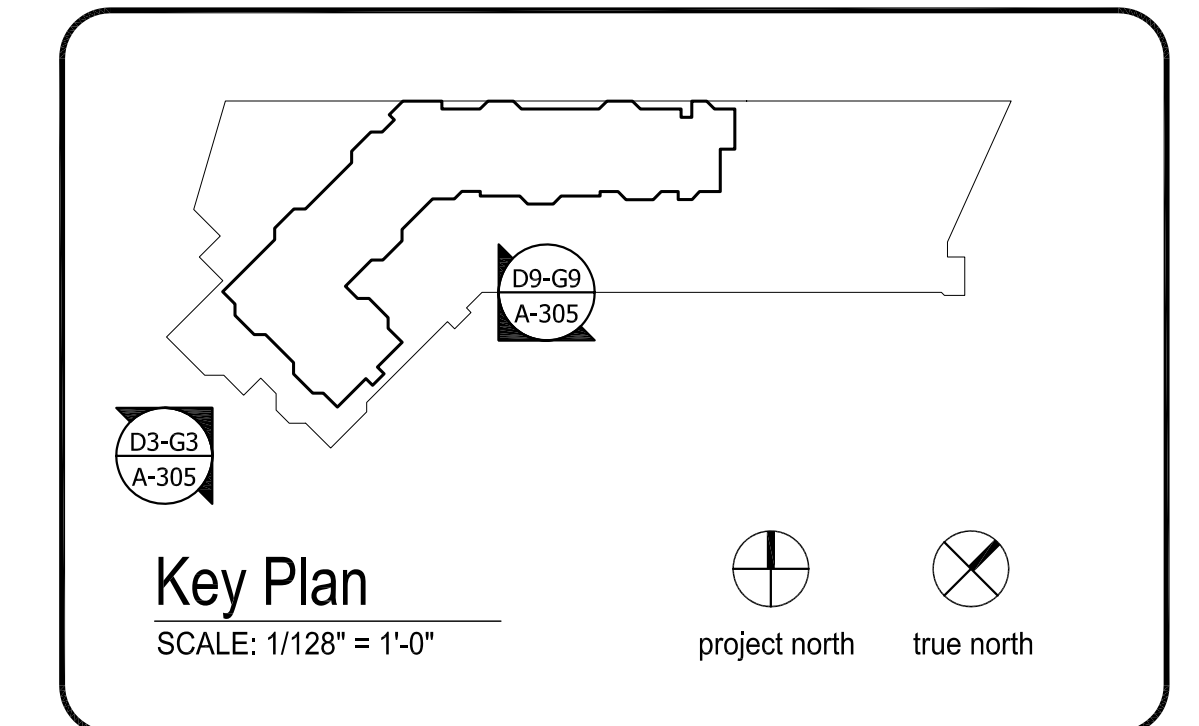 D9-G9
A-305
D3-G3
A-305
Key Plan
SCALE: 1/128" = 1'-0"
project north
true north